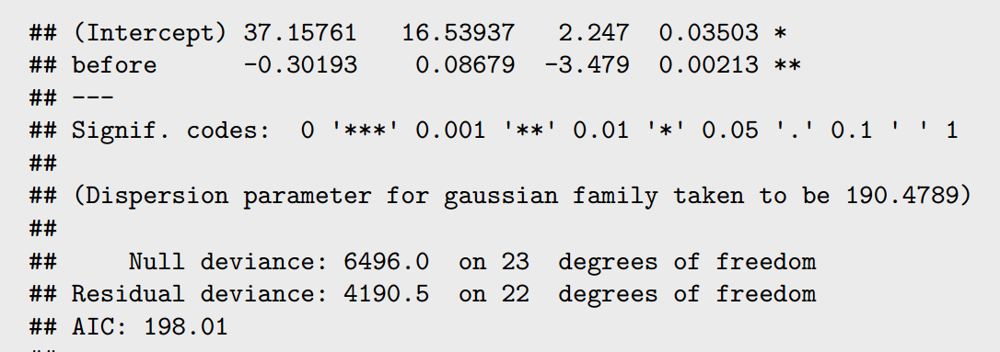 ## (Intercept) 37.15761   16.53937   2.247  0.03503 *
## before      -0.30193    0.08679  -3.479  0.00213 **
## ---
## Signif. codes:  0 '***' 0.001 '**' 0.01 '*' 0.05 '.' 0.1 ' ' 1
##
## (Dispersion parameter for gaussian family taken to be 190.4789)
##
##     Null deviance: 6496.0  on 23  degrees of freedom
## Residual deviance: 4190.5  on 22  degrees of freedom
## AIC: 198.01
##